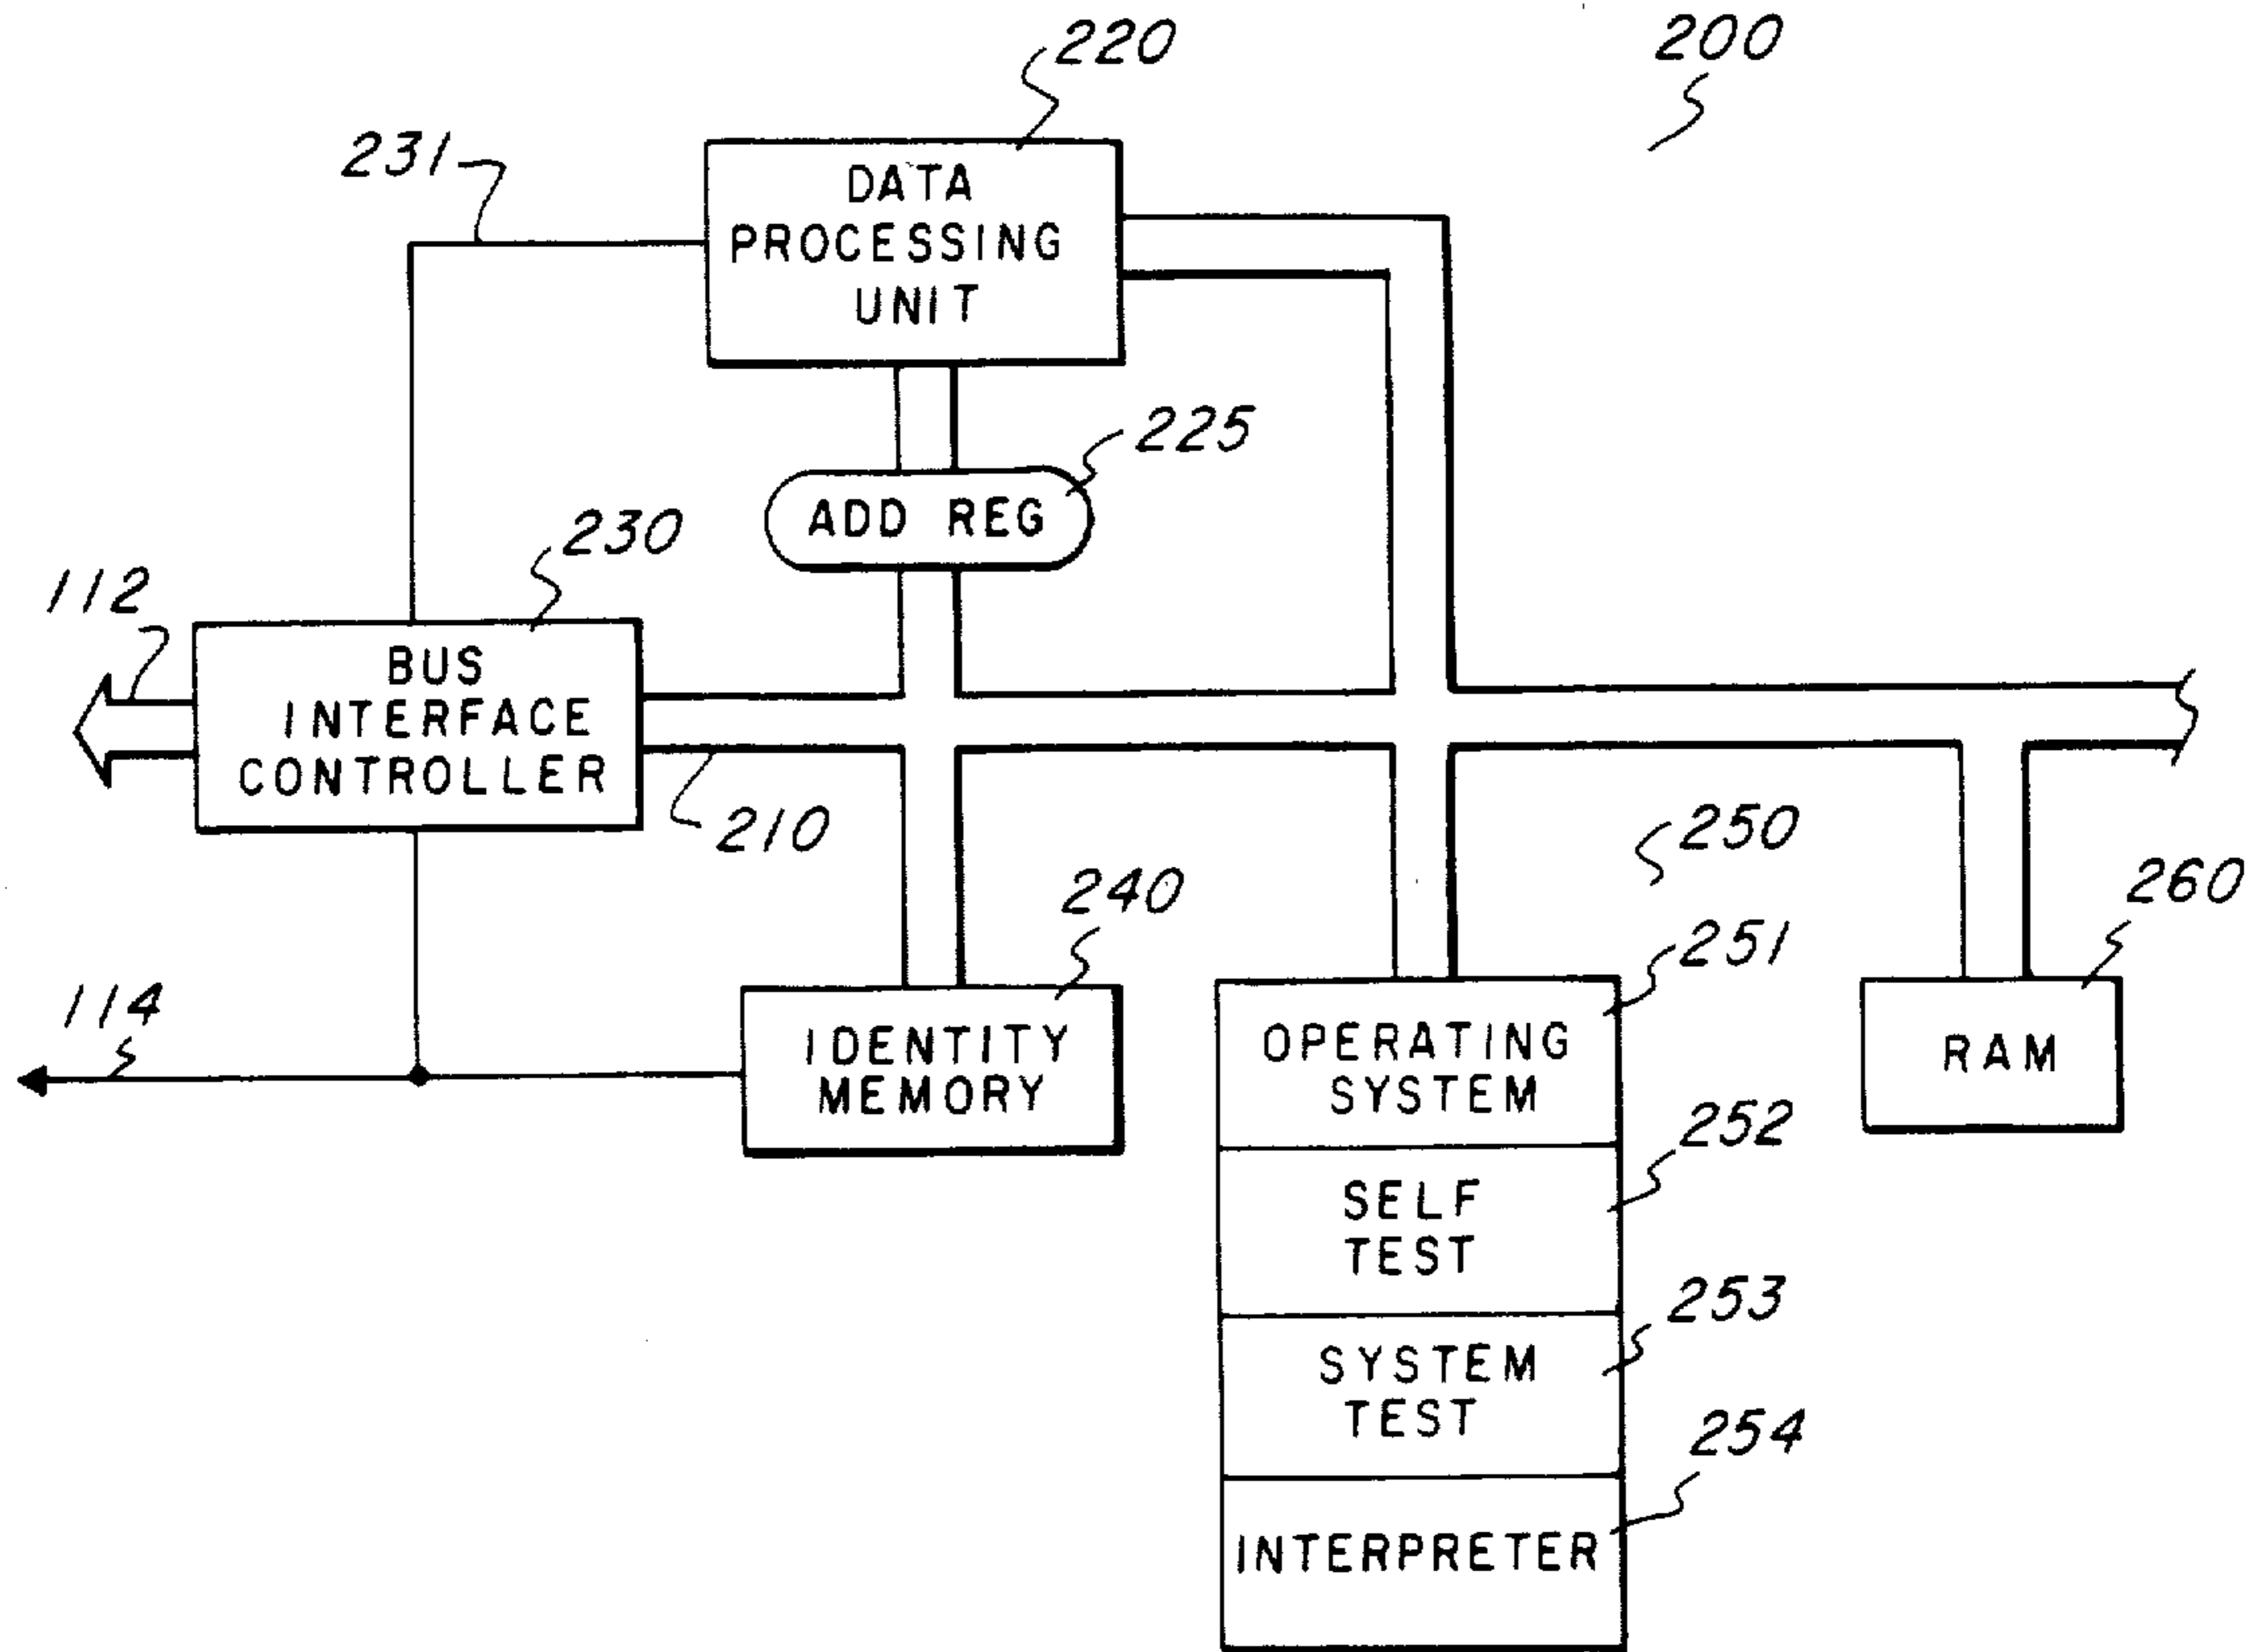 220
200
231
DATA
PROCESSING
UNIT
225
ADD REG
230
112
BUS
INTERFACE
CONTROLLER
210
250
240
260
251
114
IDENTITY
MEMORY
OPERATING
SYSTEM
RAM
252
SELF
TEST
253
SYSTEM
TEST
254
INTERPRETER